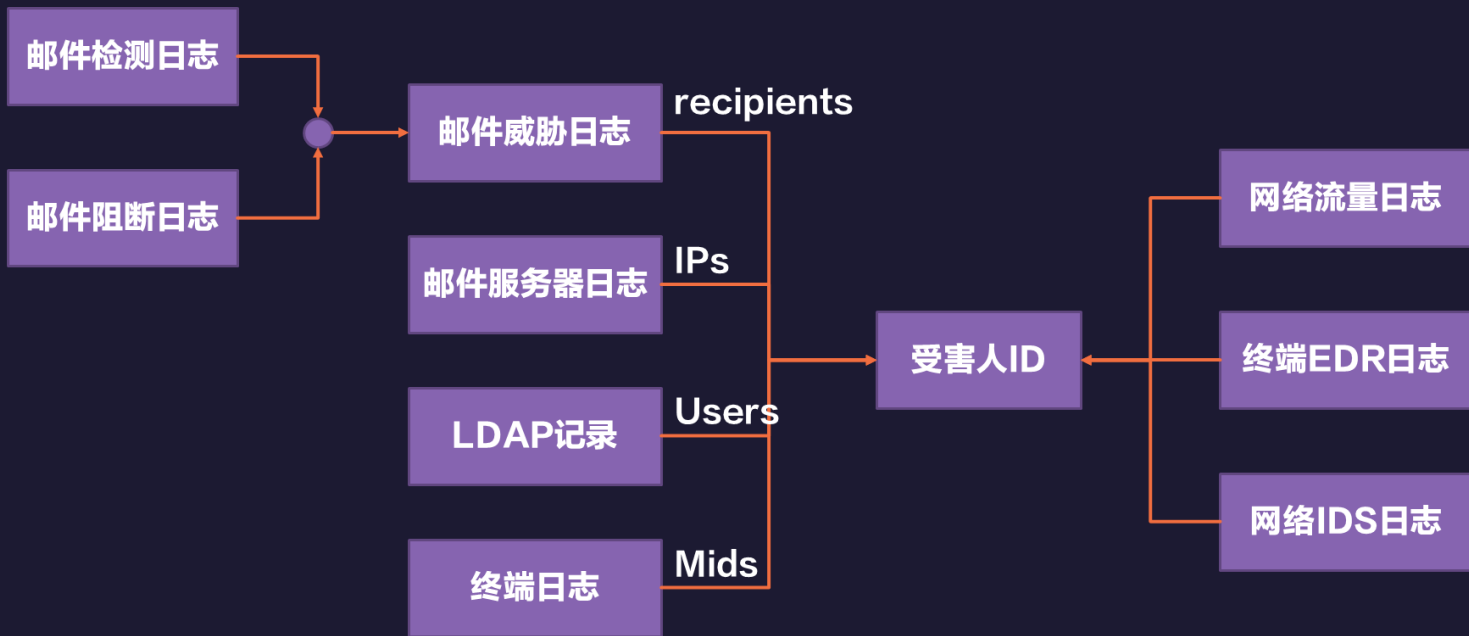 邮件检测日志
邮件阻断日志
邮件威胁日志
recipients
邮件服务器日志
IPs
LDAP记录
Users
终端日志
Mids
受害人ID
网络流量日志
终端EDR日志
网络IDS日志